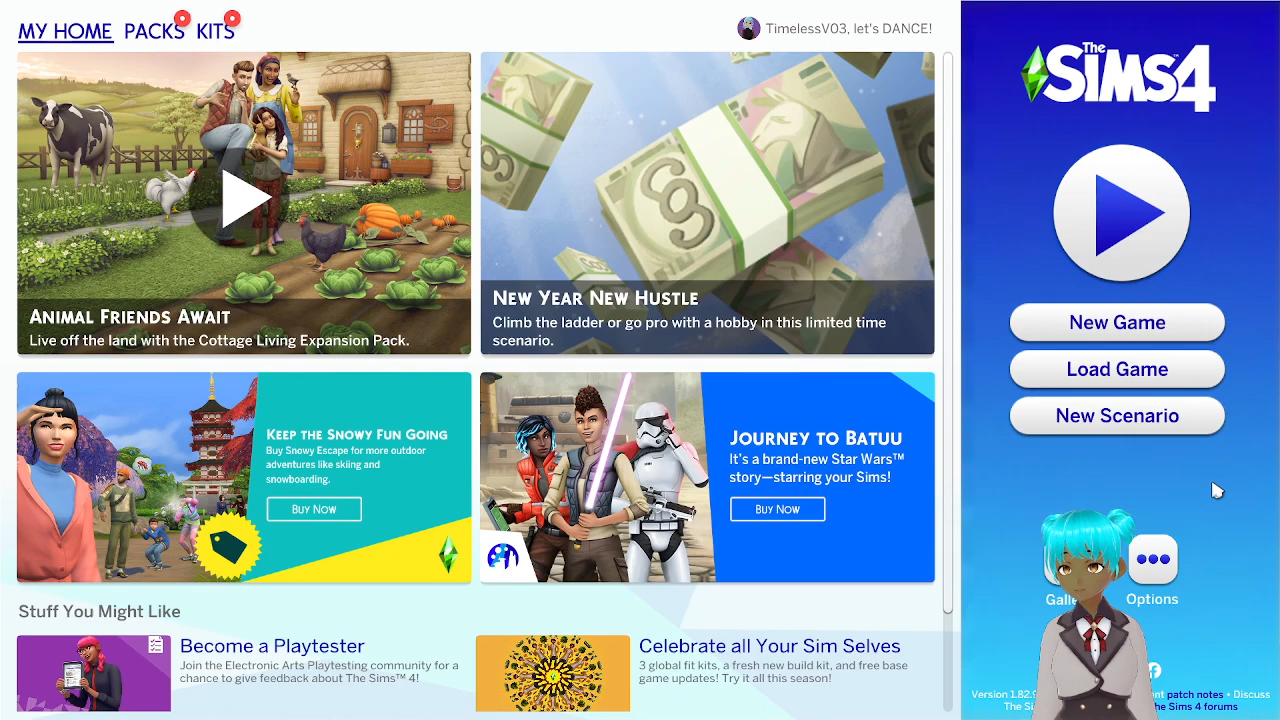 MY HOME PACKS KITS
TimelessV03, let's DANCE!
The
SIMS4
ANIMAL FRIENDS AWAIT
Live off the land with the Cottage Living Expansion Pack.
NEW YEAR NEW HUSTLE
Climb the ladder or go pro with a hobby in this limited time
scenario.
New Game
Load Game
New Scenario
KEEP THE SNOWY FUN GOING
Buy Snowy Escape for more outdoor
adventures like skiing and
snowboarding.
BUY NOW
JOURNEY TO BATUU
It's a brand-new Star Wars™
story—starring your Sims!
BUY NOW
Options
Stuff You Might Like
Become a Playtester
Join the Electronic Arts Playtesting community for a
chance to give feedback about The Sims™ 4!
Celebrate all Your Sim Selves
3 global fit kits, a fresh new build kit, and free base
game updates! Try it all this season!
Version patch notes • Discuss
The Sims 4 forums